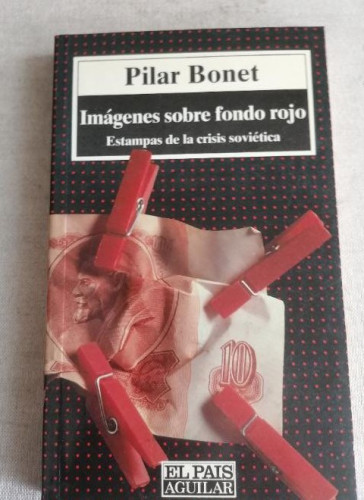 Pilar Bonet
Imágenes sobre fondo rojo
Estampas de la crisis soviética
10
EL PAIS
AGUILAR